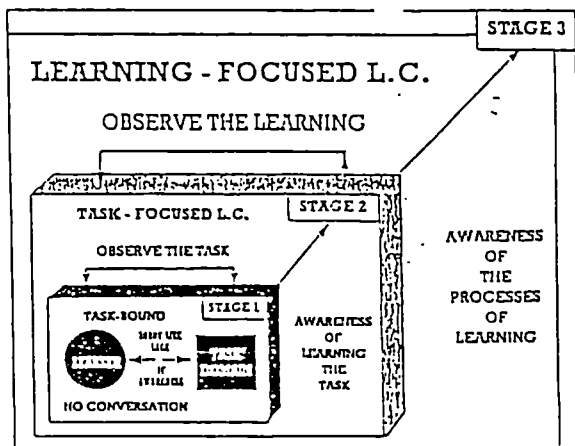 STAGE 3
LEARNING - FOCUSED L.C.
OBSERVE THE LEARNING
TASK - FOCUSED L.C.
STAGE 2
OBSERVE THE TASK
STAGE 1
TASK-BOUND
NO CONVERSATION
AWARENESS
OF
LEARNING
THE
TASK
AWARENESS
OF
THE
PROCESSES
OF
LEARNING